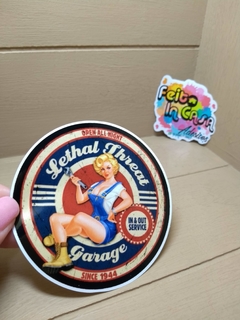 OPEN ALL NIGHT
Lethal Threat
IN & OUT
SERVICE
Garage
SINCE 1944
Feito
In CASA